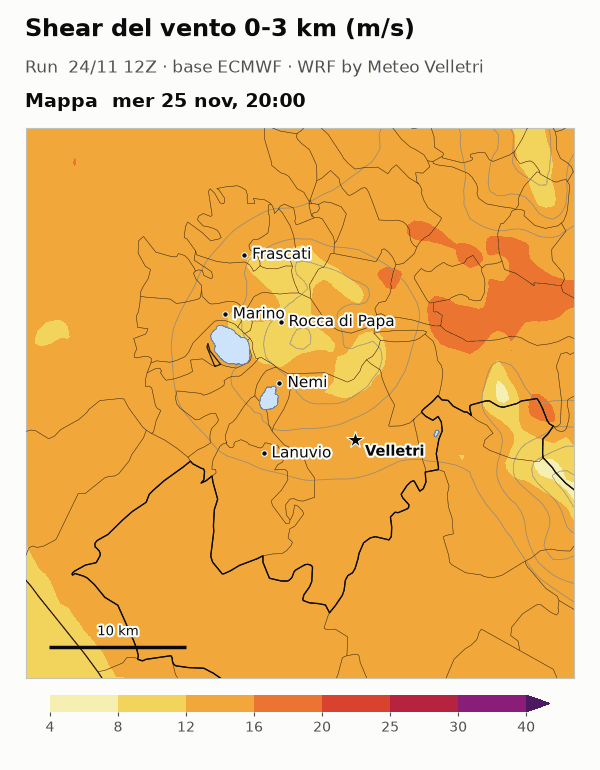 Shear del vento 0-3 km (m/s)
Run  24/11 12Z · base ECMWF · WRF by Meteo Velletri
Mappa  mer 25 nov, 20:00
Frascati
Marino
Rocca di Papa
Nemi
Velletri
Lanuvio
10 km
4 8 12 16 20 25 30 40